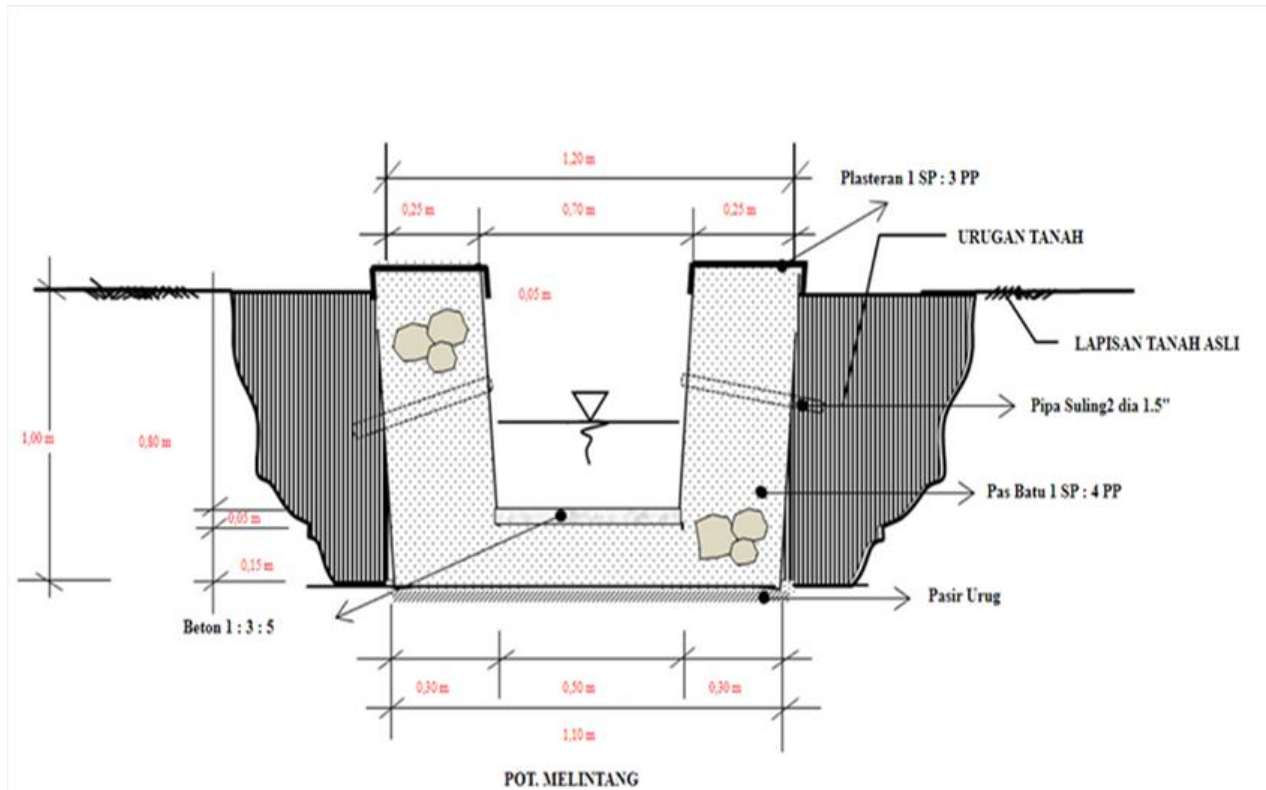 1,20 m
Plasteran 1 SP : 3 PP
0,25 m
0,70 m
0,25 m
URUGAN TANAH
0,05 m
LAPISAN TANAH ASLI
Pipa Suling2 dia 1.5"
1,00 m
0,80 m
Pas Batu 1 SP : 4 PP
0,05 m
0,15 m
Pasir Urug
Beton 1 : 3 : 5
0,30 m
0,50 m
0,30 m
1,10 m
POT. MELINTANG